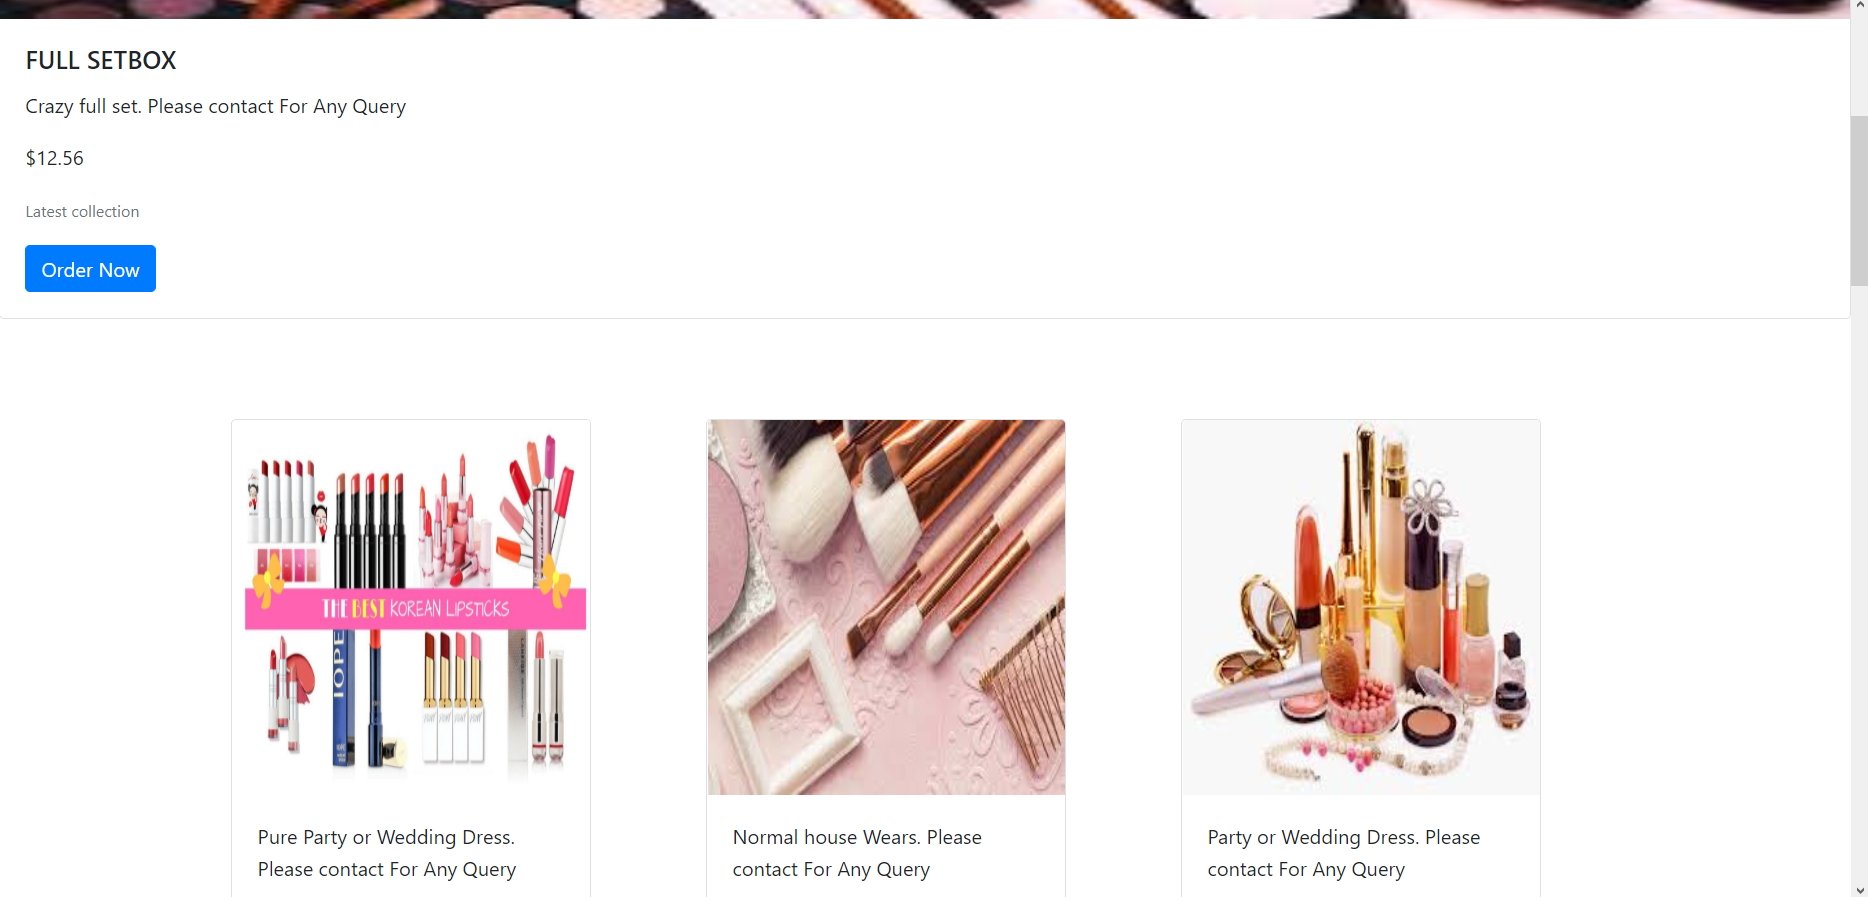 FULL SETBOX
Crazy full set. Please contact For Any Query
$12.56
Latest collection
Order Now
THE BEST KOREAN LIPSTICKS
IOPE
Pure Party or Wedding Dress.
Please contact For Any Query
Normal house Wears. Please
contact For Any Query
Party or Wedding Dress. Please
contact For Any Query